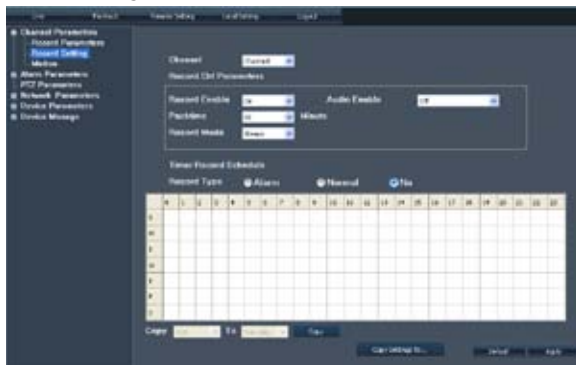 Live Playback Remote Setting Local Setting Logout
Channel Parameters
Record Parameters
Record Setting
Motion
Alarm Parameters
PTZ Parameters
Network Parameters
Device Parameters
Device Manage
Channel
Record Ctrl Parameters
Record Enable Audio Enable Off
Packtime Minute
Record Mode Always
Timer Record Schedule
Record Type Alarm Normal No
0 1 2 3 4 5 6 7 8 9 10 11 12 13 14 15 16 17 18 19 20 21 22 23
S
M
T
W
T
F
S
Copy To Copy
Copy Settings To... Default Apply